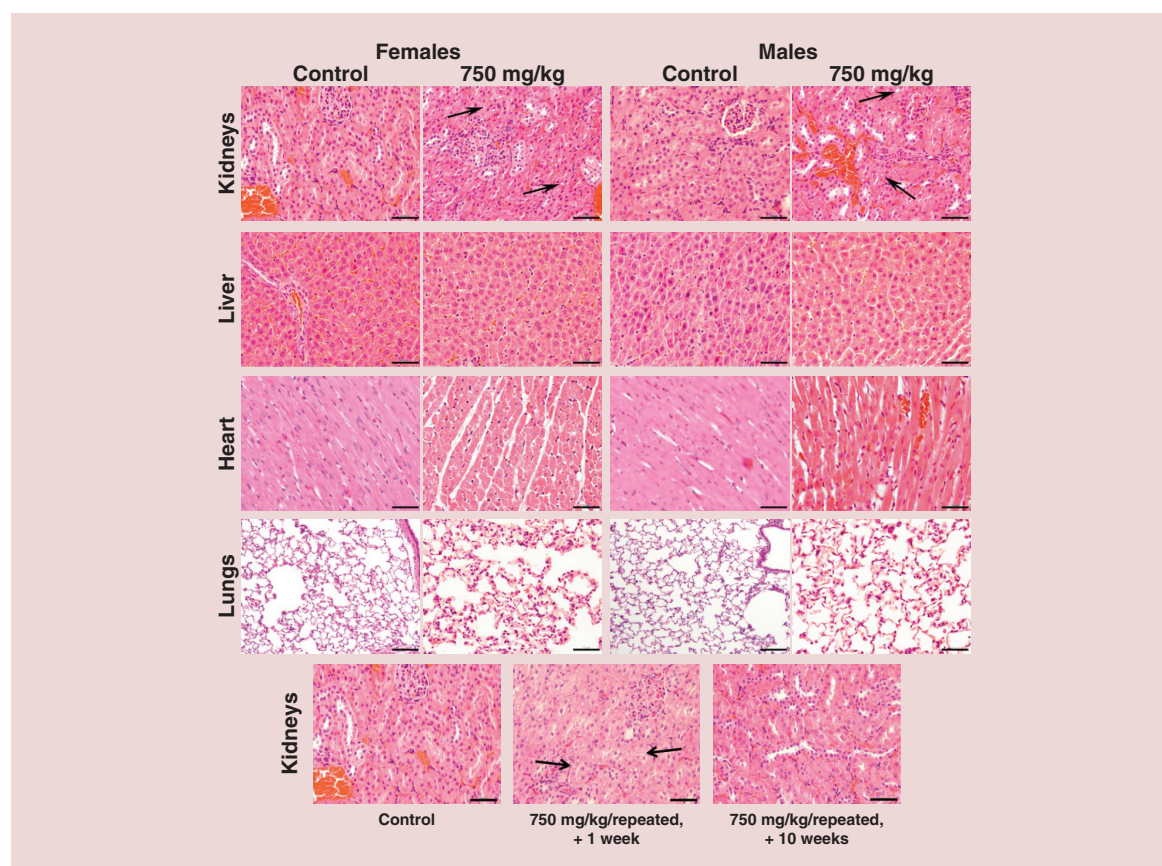 Females
Males
Control
750 mg/kg
Control
750 mg/kg
Kidneys
Liver
Heart
Lungs
Kidneys
Control
750 mg/kg/repeated,
+ 1 week
750 mg/kg/repeated,
+ 10 weeks